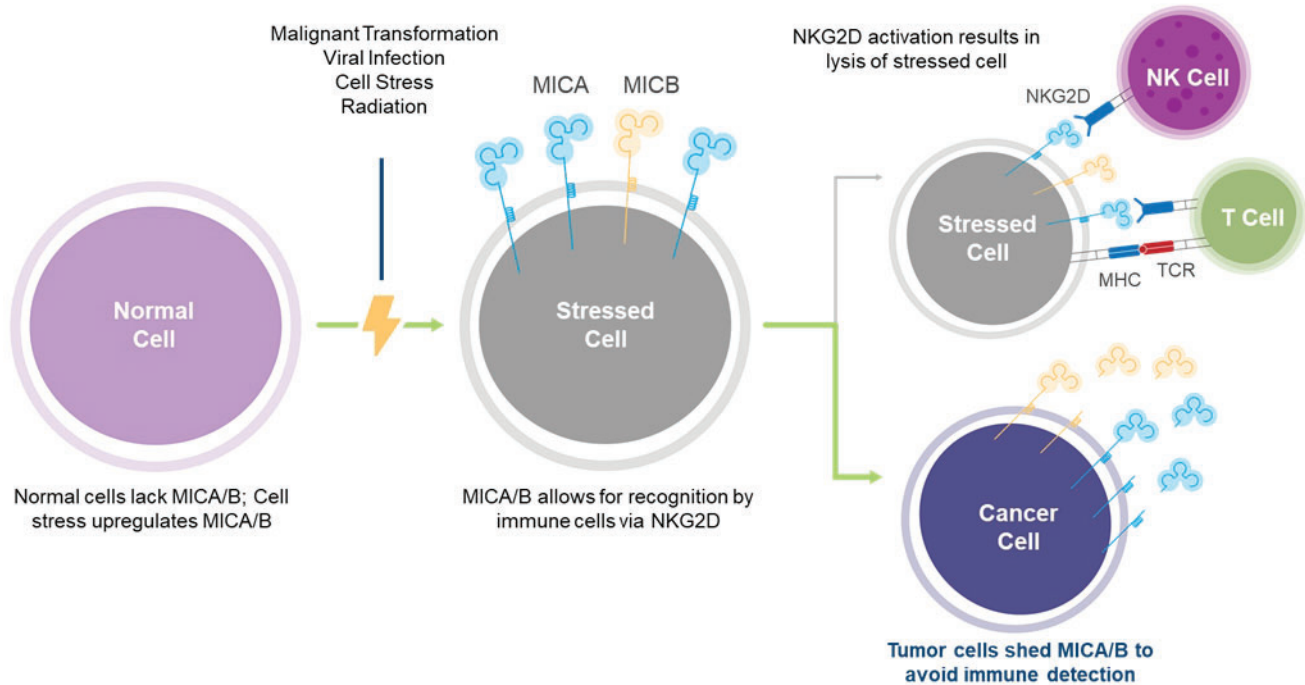 Malignant Transformation
Viral Infection
Cell Stress
Radiation
MICA
MICB
NKG2D activation results in
lysis of stressed cell
NKG2D
NK Cell
Normal
Cell
Stressed
Cell
Stressed
Cell
T Cell
MHC
TCR
Normal cells lack MICA/B; Cell
stress upregulates MICA/B
MICA/B allows for recognition by
immune cells via NKG2D
Cancer
Cell
Tumor cells shed MICA/B to
avoid immune detection